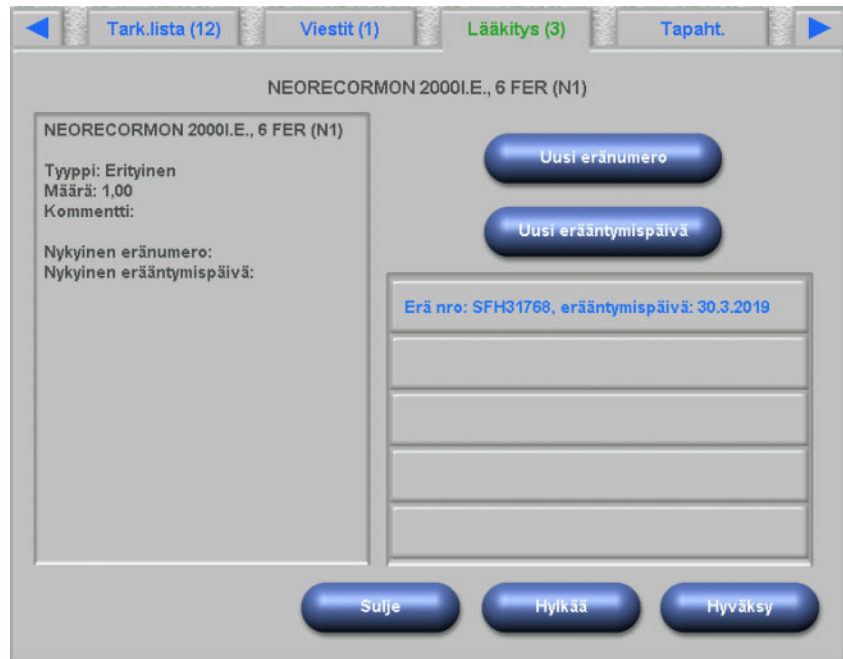 Tark.lista (12)
Viestit (1)
Lääkitys (3)
Tapaht.
NEORECORMON 2000I.E., 6 FER (N1)
NEORECORMON 2000I.E., 6 FER (N1)
Tyyppi: Erityinen
Määrä: 1,00
Kommentti:
Nykyinen eränumero:
Nykyinen erääntymispäivä:
Uusi eränumero
Uusi erääntymispäivä
Erä nro: SFH31768, erääntymispäivä: 30.3.2019
Sulje
Hylkää
Hyväksy